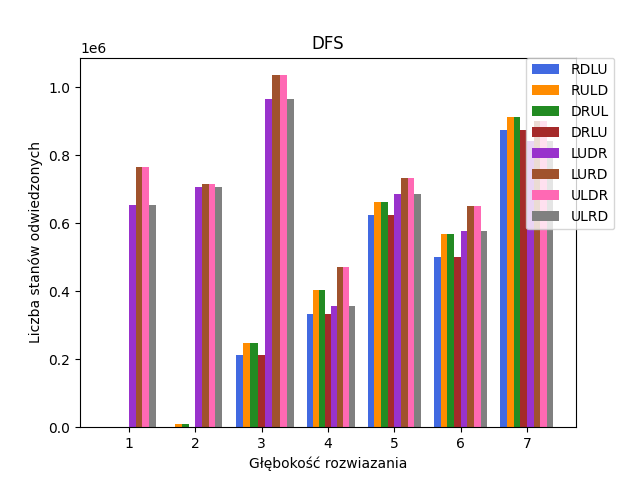 DFS
1e6
1.0
0.8
0.6
0.4
0.2
0.0
Liczba stanów odwiedzonych
1 2 3 4 5 6 7
Głębokość rozwiazania
RDLU
RULD
DRUL
DRLU
LUDR
LURD
ULDR
ULRD